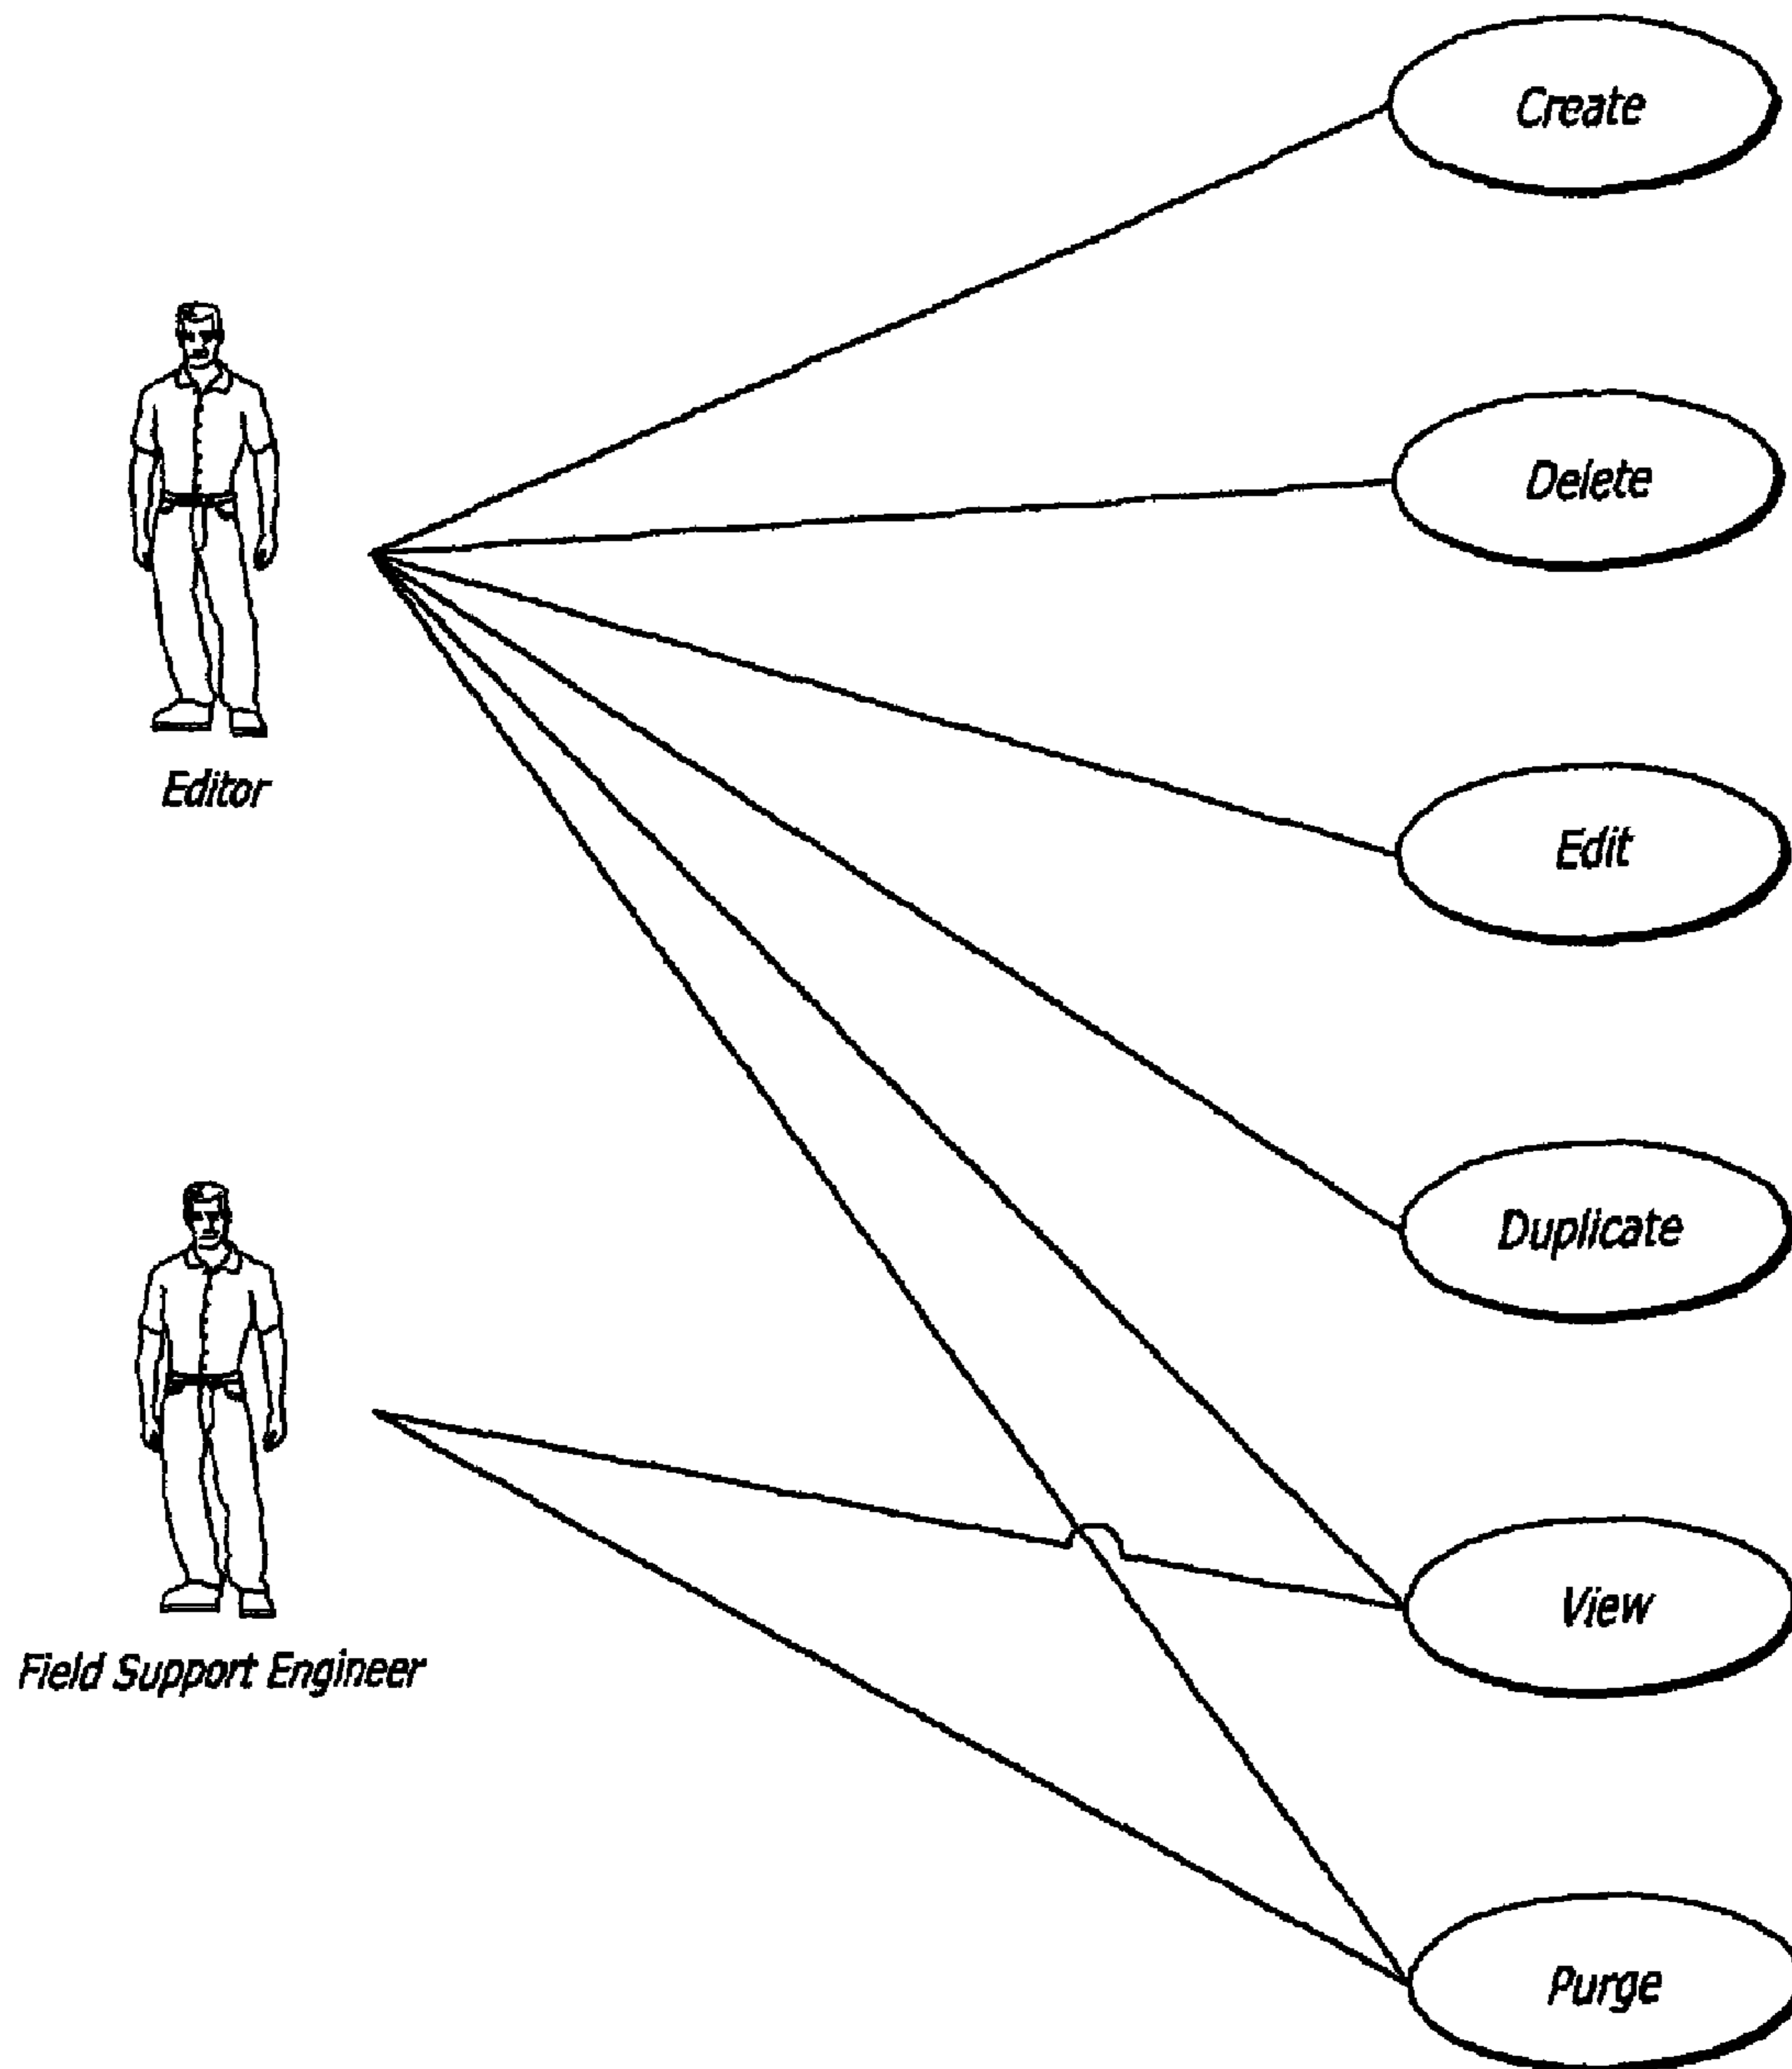 Create
Delete
Editor
Edit
Duplicate
View
Field Support Engineer
Purge